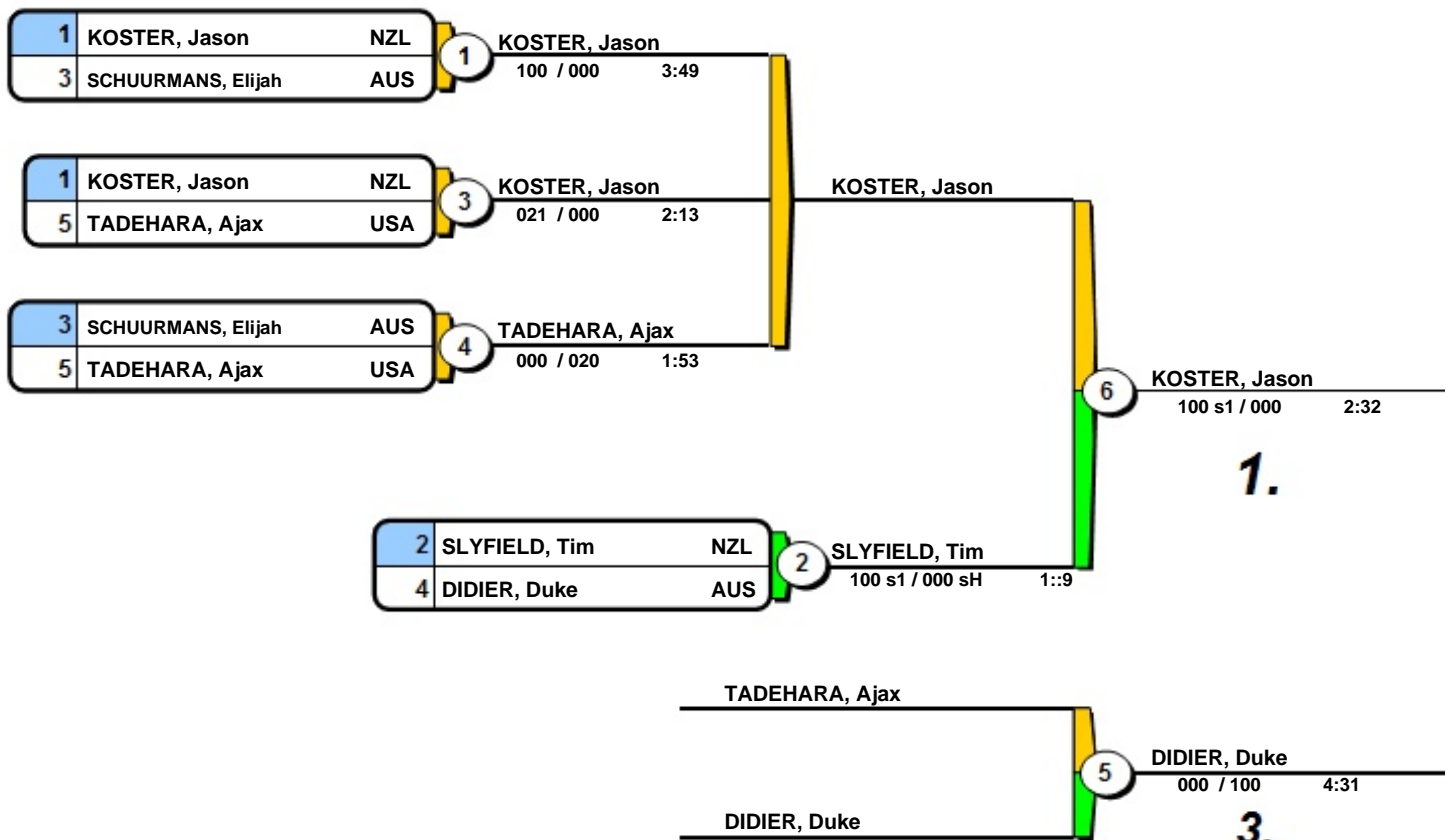 1 KOSTER, Jason NZL
3 SCHUURMANS, Elijah AUS
1
KOSTER, Jason
100 / 000 3:49
1 KOSTER, Jason NZL
5 TADEHARA, Ajax USA
3
KOSTER, Jason
021 / 000 2:13
KOSTER, Jason
3 SCHUURMANS, Elijah AUS
5 TADEHARA, Ajax USA
4
TADEHARA, Ajax
000 / 020 1:53
6
KOSTER, Jason
100 s1 / 000 2:32
1.
2 SLYFIELD, Tim NZL
4 DIDIER, Duke AUS
2
SLYFIELD, Tim
100 s1 / 000 sH 1::9
TADEHARA, Ajax
5
DIDIER, Duke
000 / 100 4:31
3.
DIDIER, Duke